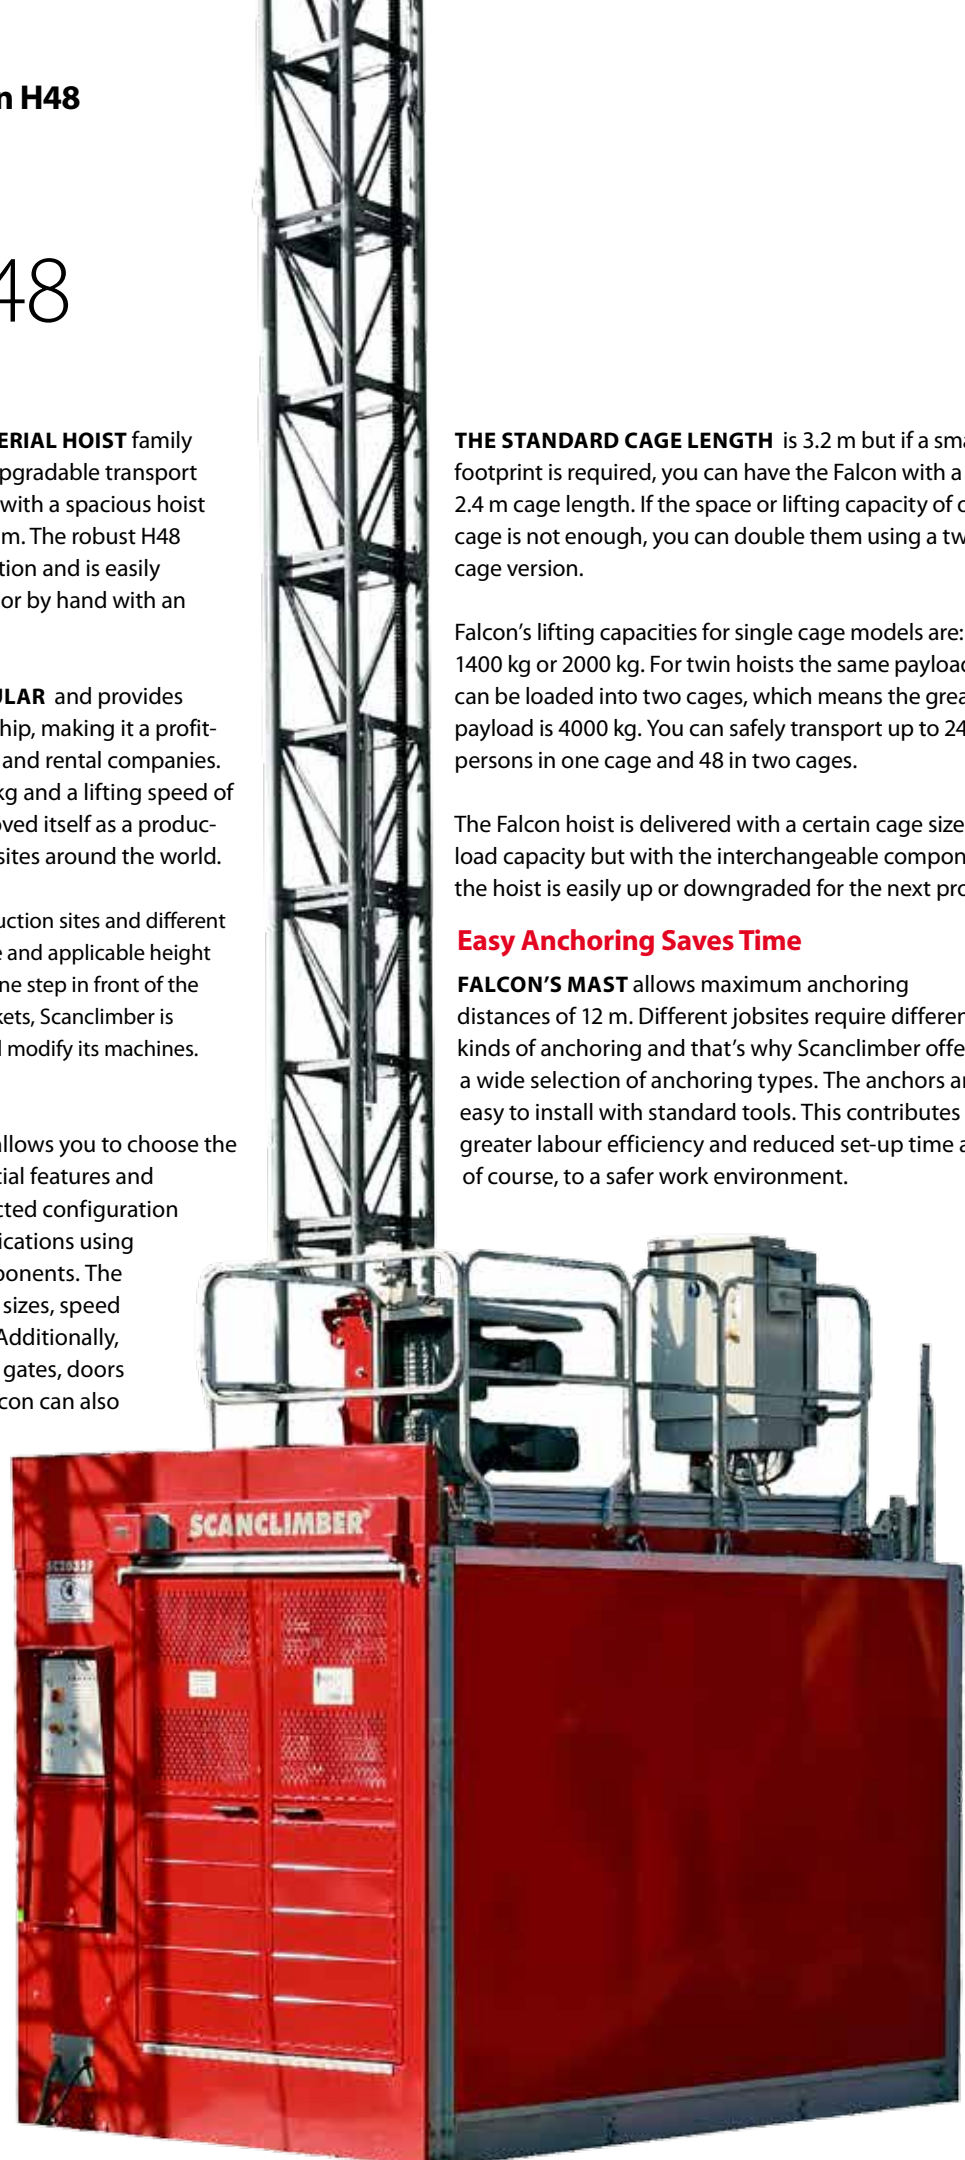 n H48
48
ERIAL HOIST family
pgradable transport
with a spacious hoist
m. The robust H48
tion and is easily
or by hand with an
ULAR and provides
hip, making it a profit-
and rental companies.
kg and a lifting speed of
oved itself as a produc-
sites around the world.
uction sites and different
e and applicable height
ne step in front of the
kets, Scanclimber is
l modify its machines.
allows you to choose the
tial features and
cted configuration
ications using
ponents. The
sizes, speed
Additionally,
gates, doors
con can also
THE STANDARD CAGE LENGTH is 3.2 m but if a sma
footprint is required, you can have the Falcon with a
2.4 m cage length. If the space or lifting capacity of o
cage is not enough, you can double them using a tw
cage version.
Falcon’s lifting capacities for single cage models are:
1400 kg or 2000 kg. For twin hoists the same payload
can be loaded into two cages, which means the grea
payload is 4000 kg. You can safely transport up to 24
persons in one cage and 48 in two cages.
The Falcon hoist is delivered with a certain cage size
load capacity but with the interchangeable compon
the hoist is easily up or downgraded for the next pro
Easy Anchoring Saves Time
FALCON’S MAST allows maximum anchoring
distances of 12 m. Different jobsites require differen
kinds of anchoring and that’s why Scanclimber offe
a wide selection of anchoring types. The anchors ar
easy to install with standard tools. This contributes
greater labour efficiency and reduced set-up time a
of course, to a safer work environment.
SCANCLIMBER®